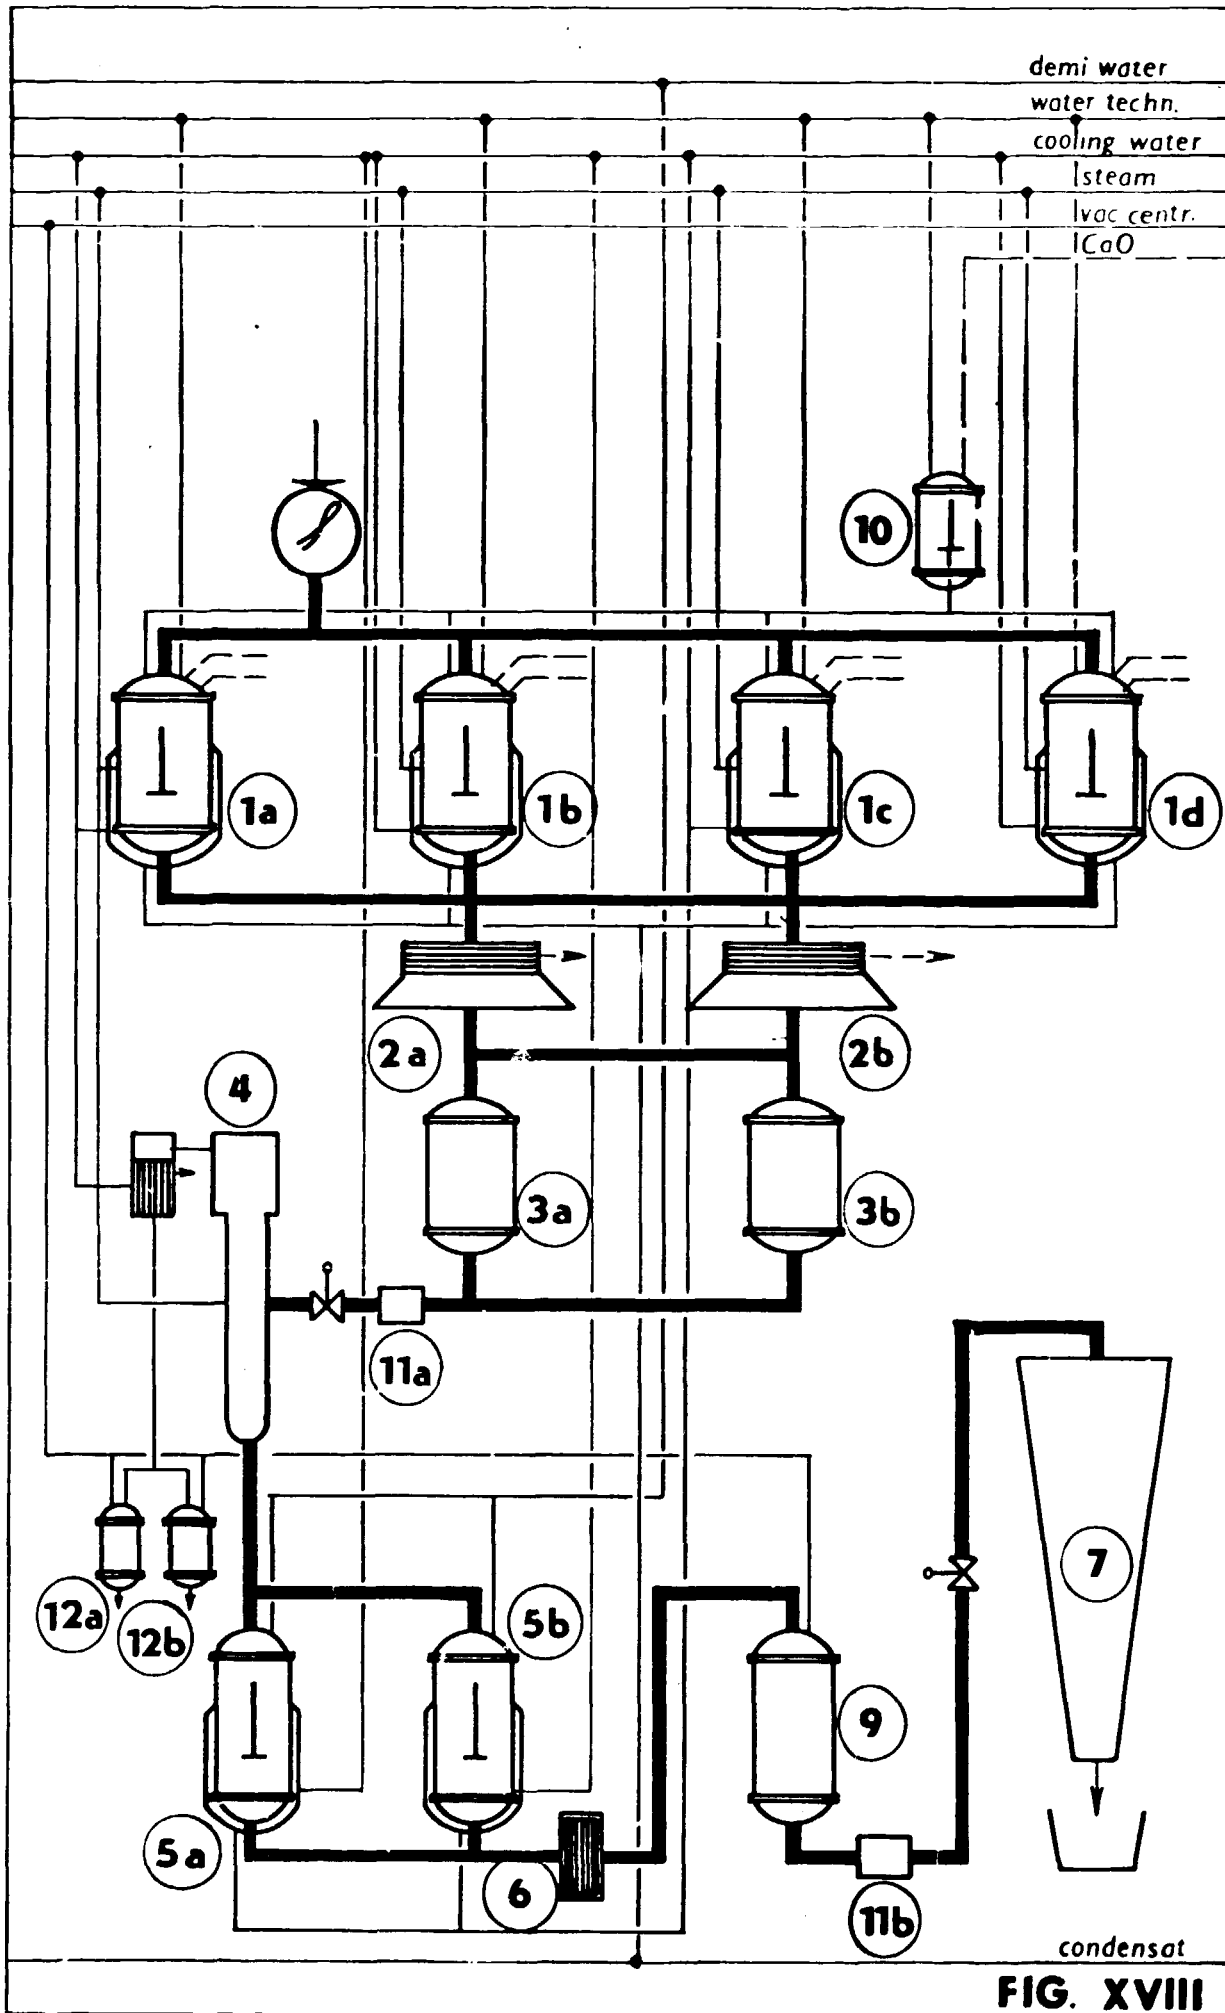 demi water
water techn.
cooling water
steam
vac centr.
CaO
10
1a
1b
1c
1d
2a
2b
4
3a
3b
11a
7
12a
12b
5b
9
5a
6
11b
condensat
FIG. XVIII